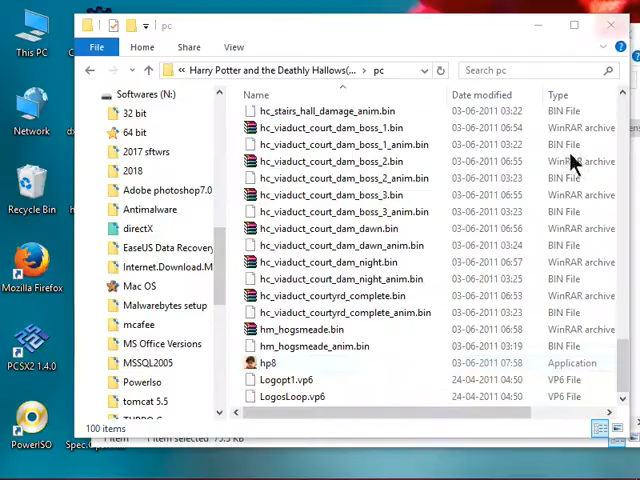 pc
File Home Share View
« Harry Potter and the Deathly Hallows(... pc Search pc
Softwares (N:)
32 bit
64 bit
2017 sftwrs
2018
Adobe photoshop7.0
Antimalware
directX
EaseUS Data Recovery
Internet.Download.M
Mac OS
Malwarebytes setup
mcafee
MS Office Versions
MSSQL2005
PowerIso
tomcat 5.5
Name Date modified Type
hc_stairs_hall_damage_anim.bin 03-06-2011 03:22 BIN File
hc_viaduct_court_dam_boss_1.bin 03-06-2011 06:54 WinRAR archive
hc_viaduct_court_dam_boss_1_anim.bin 03-06-2011 03:22 BIN File
hc_viaduct_court_dam_boss_2.bin 03-06-2011 06:55 WinRAR archive
hc_viaduct_court_dam_boss_2_anim.bin 03-06-2011 03:23 BIN File
hc_viaduct_court_dam_boss_3.bin 03-06-2011 06:55 WinRAR archive
hc_viaduct_court_dam_boss_3_anim.bin 03-06-2011 03:23 BIN File
hc_viaduct_court_dam_dawn.bin 03-06-2011 06:56 WinRAR archive
hc_viaduct_court_dam_dawn_anim.bin 03-06-2011 03:24 BIN File
hc_viaduct_court_dam_night.bin 03-06-2011 06:57 WinRAR archive
hc_viaduct_court_dam_night_anim.bin 03-06-2011 03:25 BIN File
hc_viaduct_courtyrd_complete.bin 03-06-2011 06:53 WinRAR archive
hc_viaduct_courtyrd_complete_anim.bin 03-06-2011 03:23 BIN File
hm_hogsmeade.bin 03-06-2011 06:58 WinRAR archive
hm_hogsmeade_anim.bin 03-06-2011 03:19 BIN File
hp8 03-06-2011 07:58 Application
Logopt1.vp6 24-04-2011 04:50 VP6 File
LogosLoop.vp6 24-04-2011 04:50 VP6 File
100 items
1 item selected 75.5 KB
This PC
Network
Recycle Bin
Mozilla Firefox
PCSX2 1.4.0
PowerISO